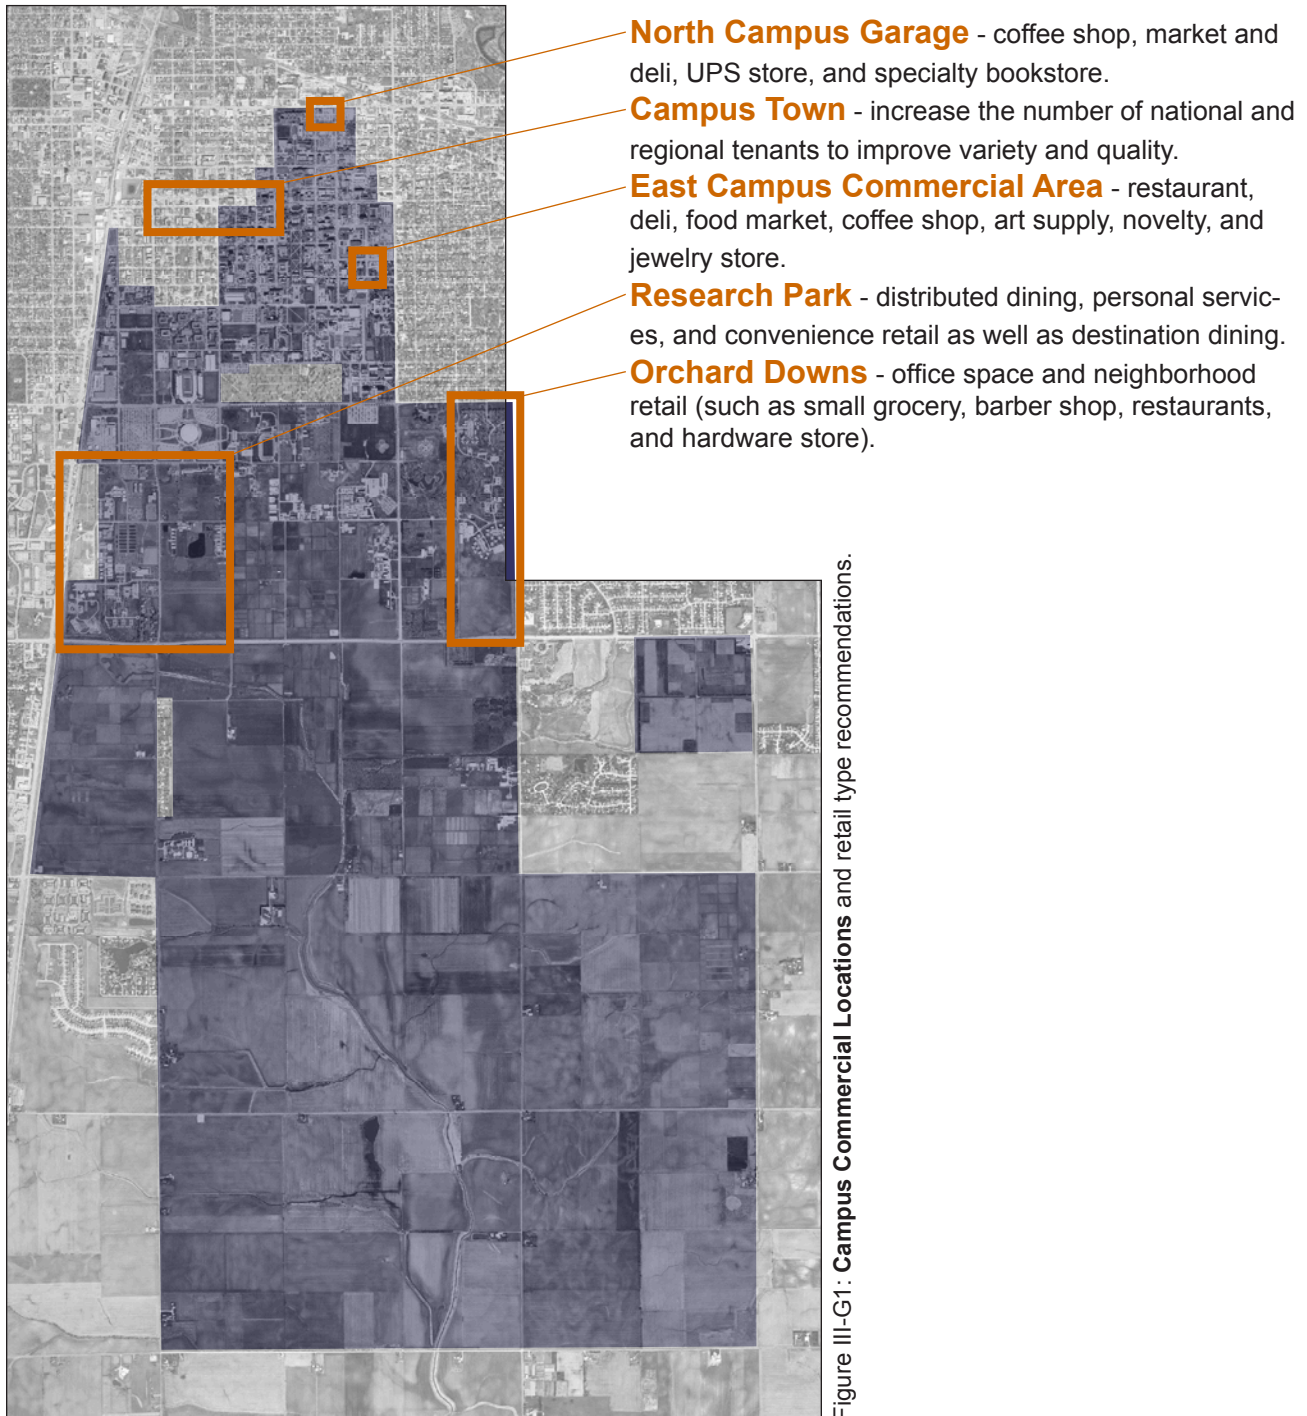 North Campus Garage - coffee shop, market and
deli, UPS store, and specialty bookstore.
Campus Town - increase the number of national and
regional tenants to improve variety and quality.
East Campus Commercial Area - restaurant,
deli, food market, coffee shop, art supply, novelty, and
jewelry store.
Research Park - distributed dining, personal servic-
es, and convenience retail as well as destination dining.
Orchard Downs - office space and neighborhood
retail (such as small grocery, barber shop, restaurants,
and hardware store).
Figure III-G1: Campus Commercial Locations and retail type recommendations.